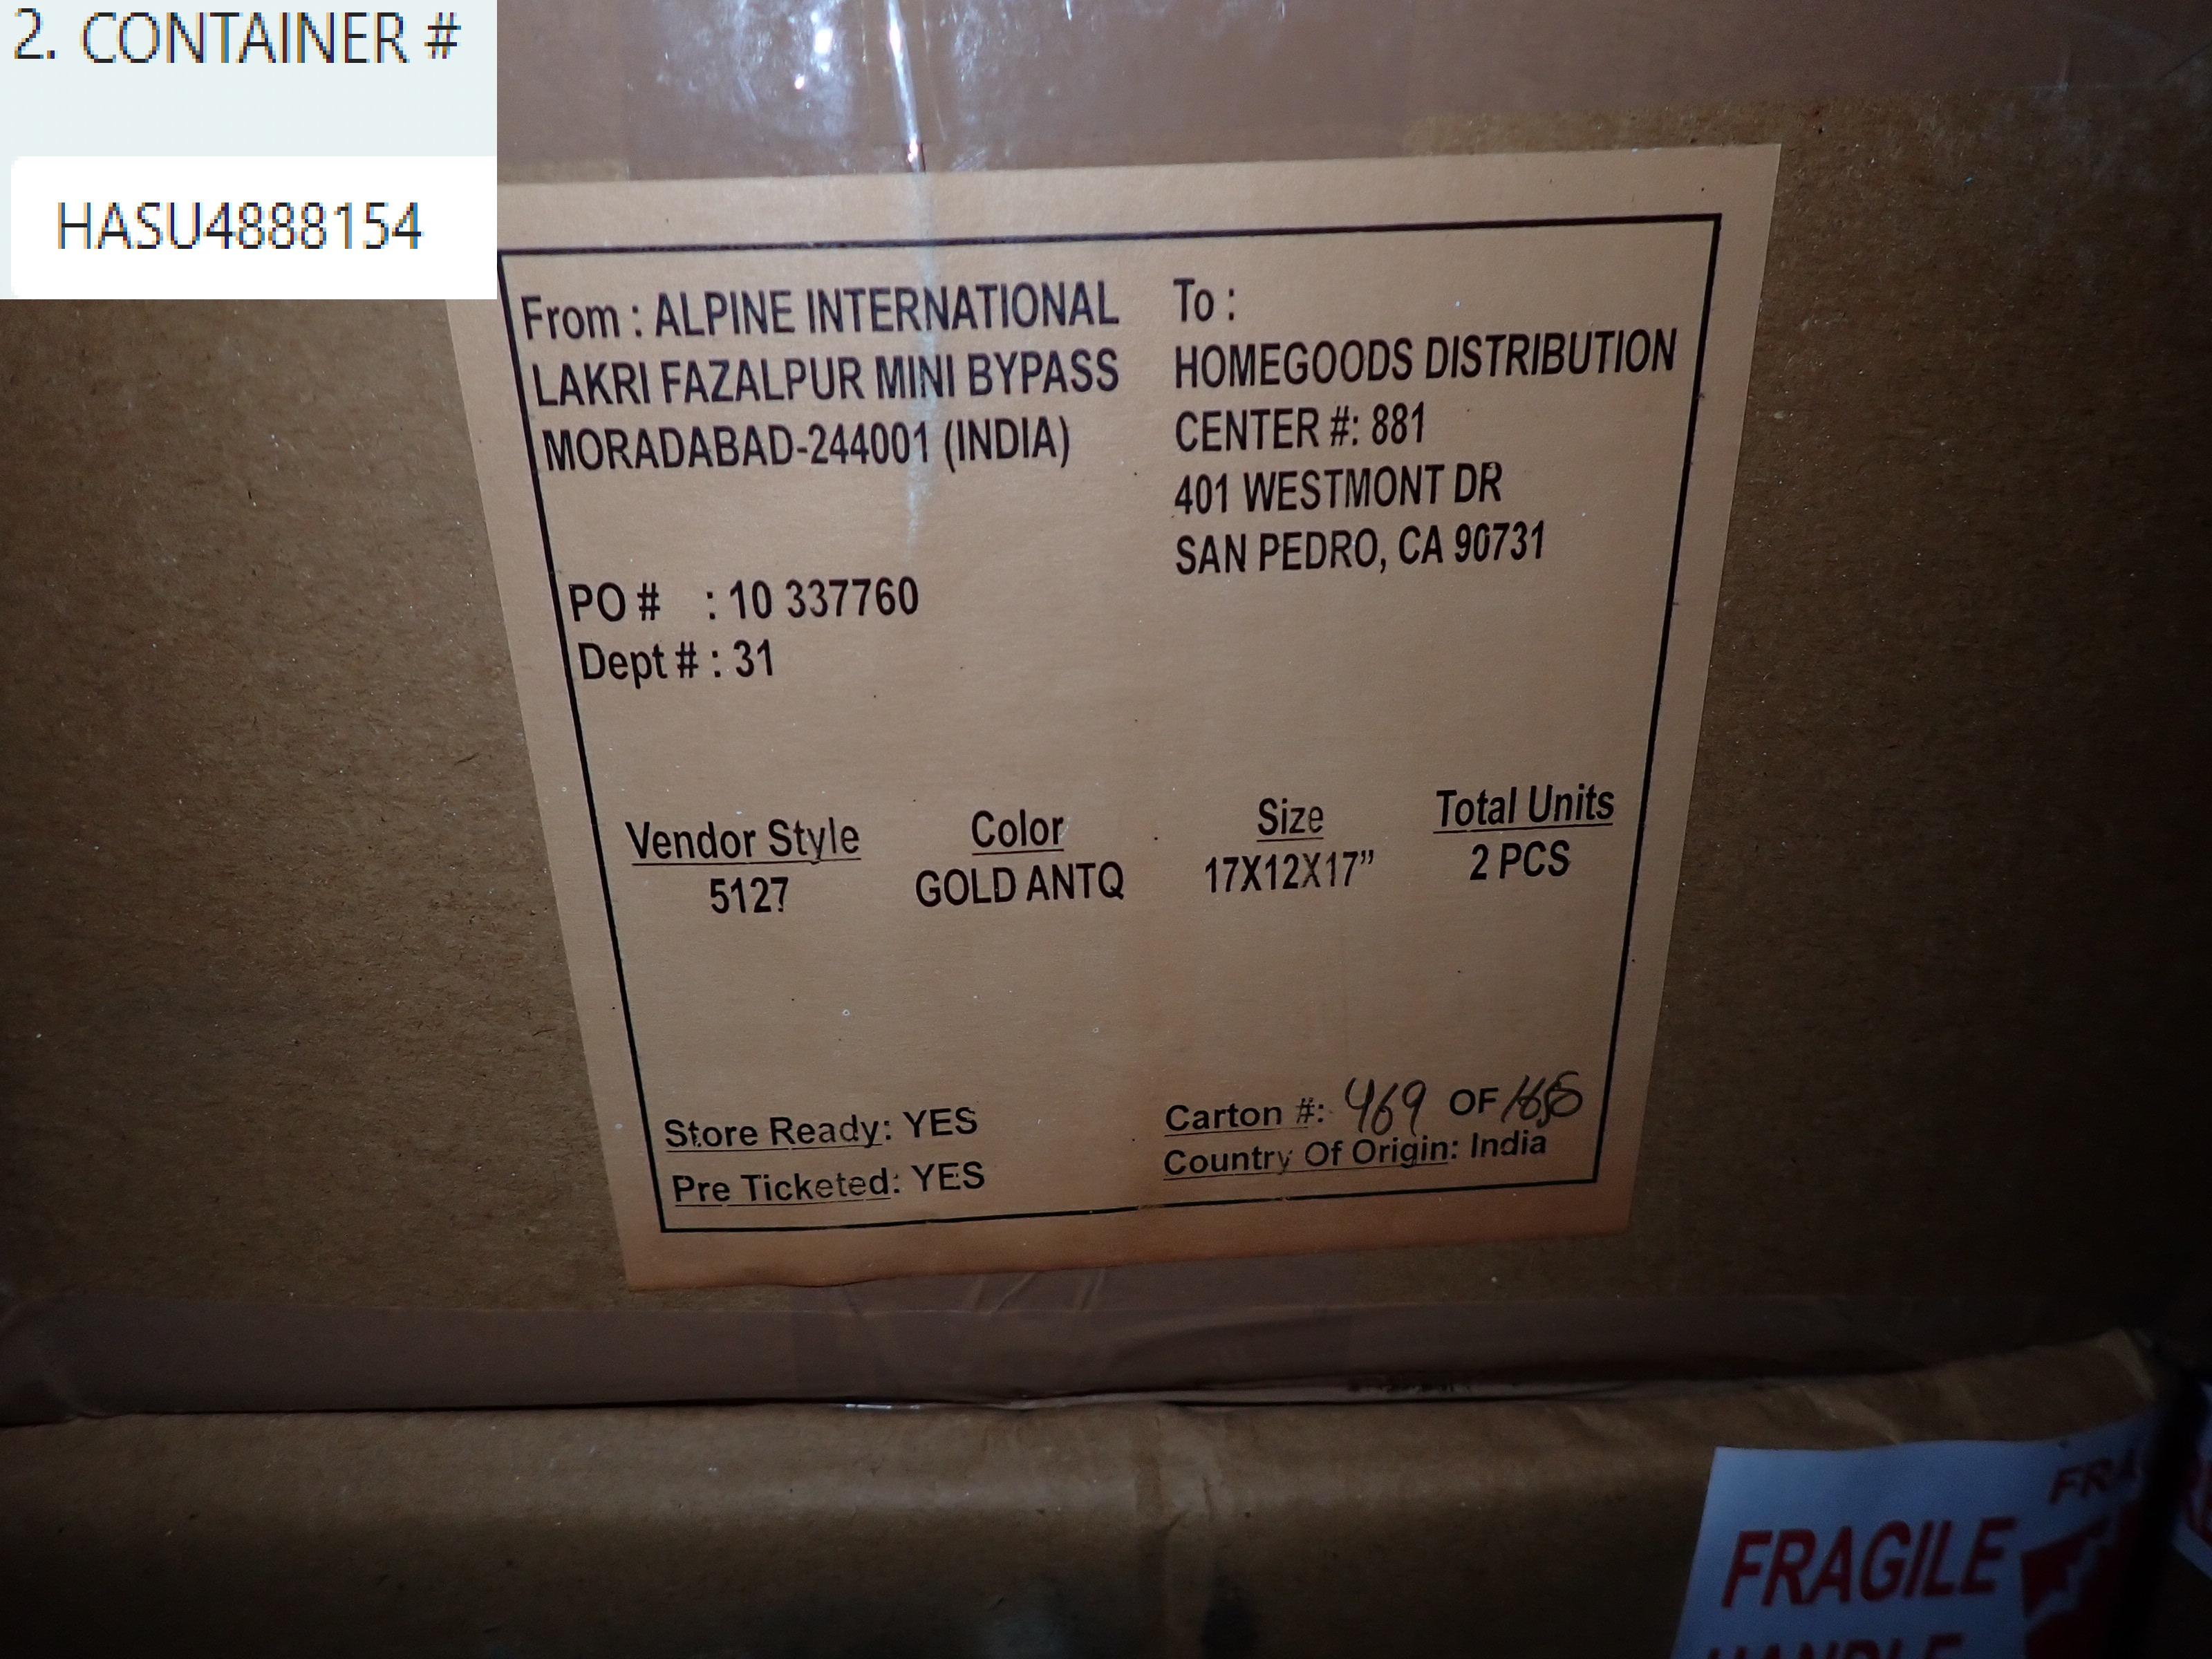 2. CONTAINER #
HASU4888154
From : ALPINE INTERNATIONAL
LAKRI FAZALPUR MINI BYPASS
MORADABAD-244001 (INDIA)
To :
HOMEGOODS DISTRIBUTION
CENTER #: 881
401 WESTMONT DR
SAN PEDRO, CA 90731
PO # : 10 337760
Dept # : 31
Vendor Style Color Size Total Units
5127 GOLD ANTQ 17X12X17” 2 PCS
Store Ready: YES
Pre Ticketed: YES
Carton #: 469 OF
Country Of Origin: India
FRAGILE
HANDLE